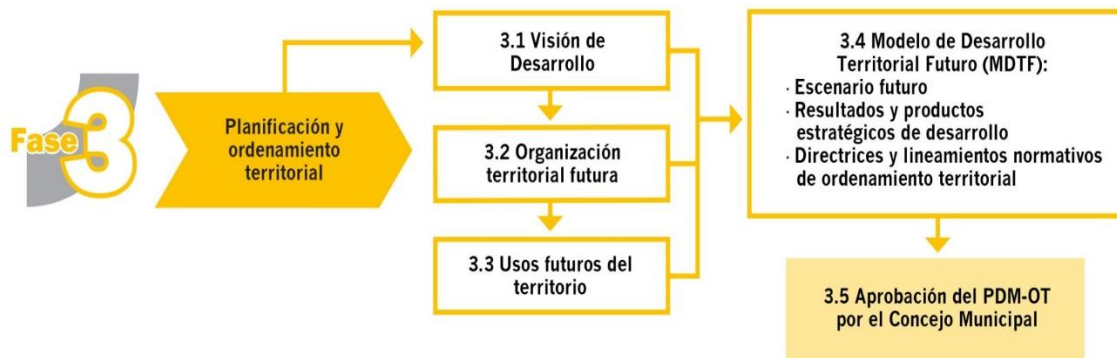 Fase 3
Planificación y
ordenamiento
territorial
3.1 Visión de
Desarrollo
3.2 Organización
territorial futura
3.3 Usos futuros del
territorio
3.4 Modelo de Desarrollo
Territorial Futuro (MDTF):
· Escenario futuro
· Resultados y productos
estratégicos de desarrollo
· Directrices y lineamientos normativos
de ordenamiento territorial
3.5 Aprobación del PDM-OT
por el Concejo Municipal